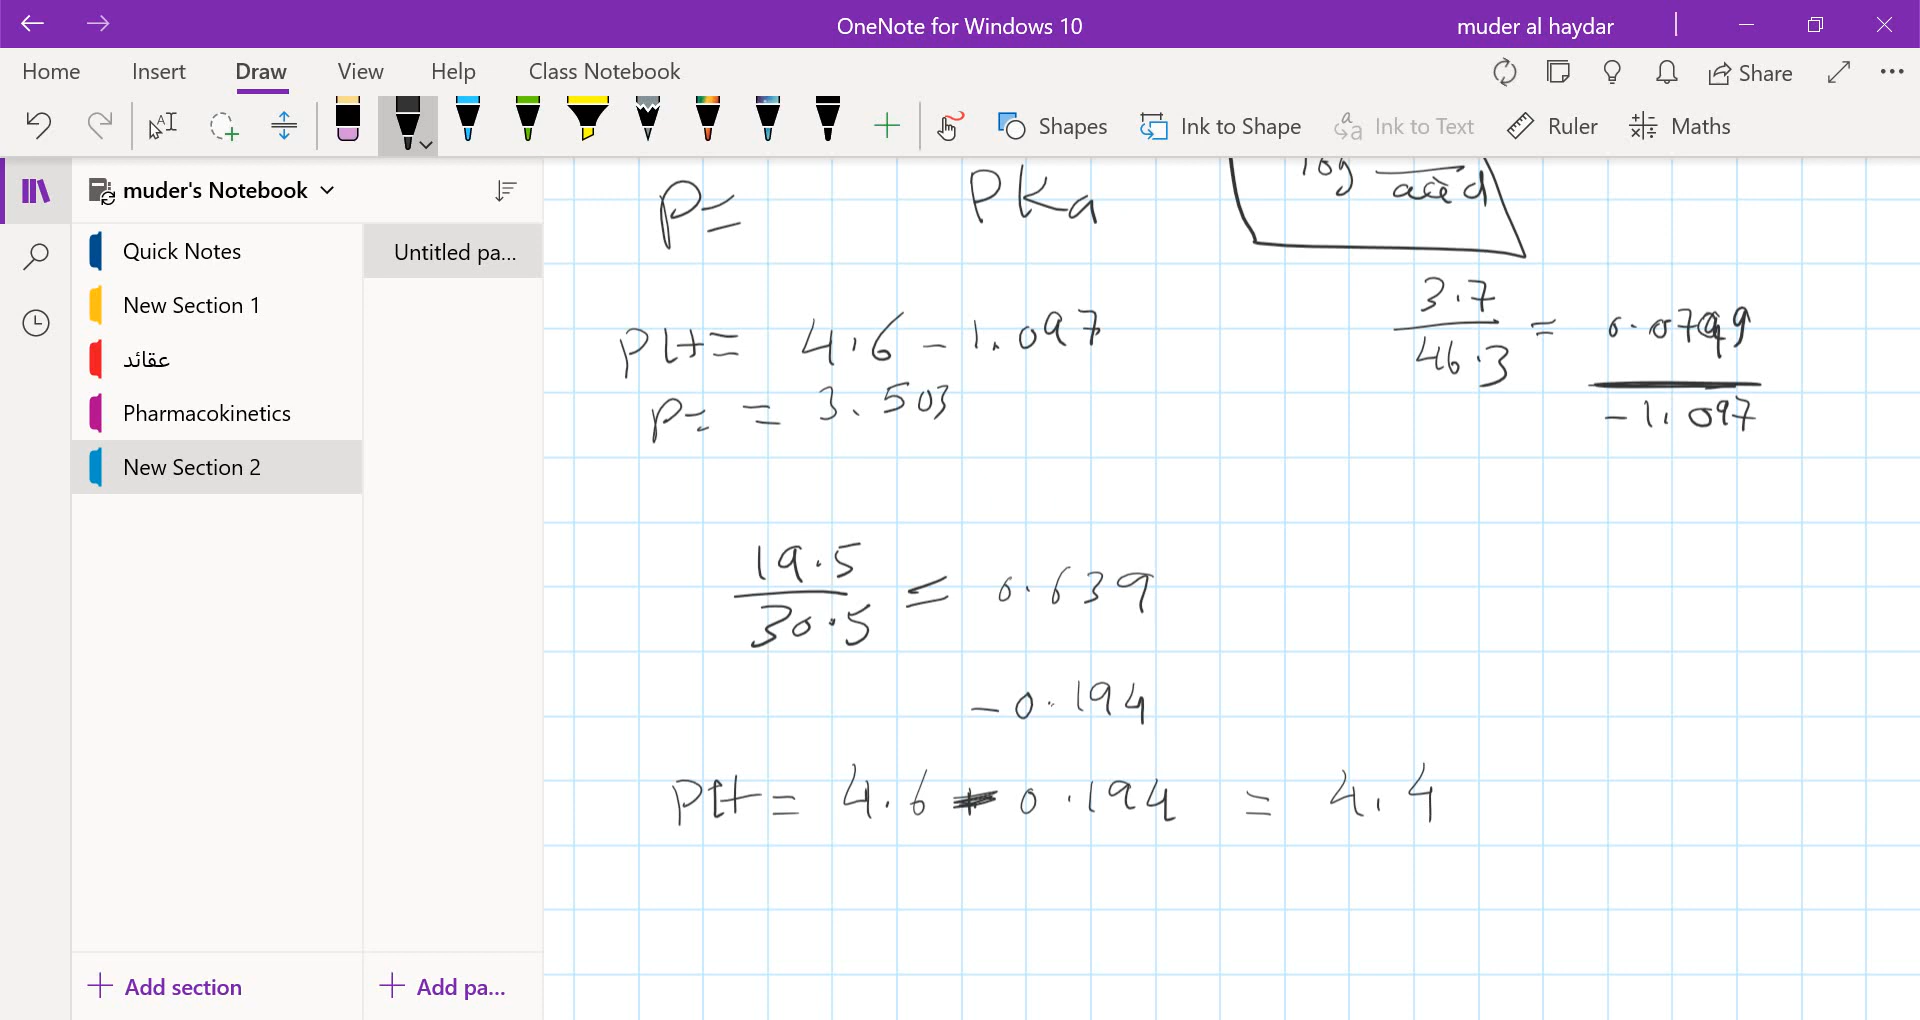 OneNote for Windows 10
muder al haydar
Home Insert Draw View Help Class Notebook
Share
Shapes Ink to Shape Ink to Text Ruler Maths
muder's Notebook
Quick Notes
New Section 1
عقائد
Pharmacokinetics
New Section 2
Untitled pa...
Add section
Add pa...
P= PKa
log acid
PH= 4.6 - 1.097
P= = 3.503
3.7
46.3
= 0.0799
-1.097
19.5
30.5
= 0.639
-0.194
PH= 4.6 - 0.194 = 4.4